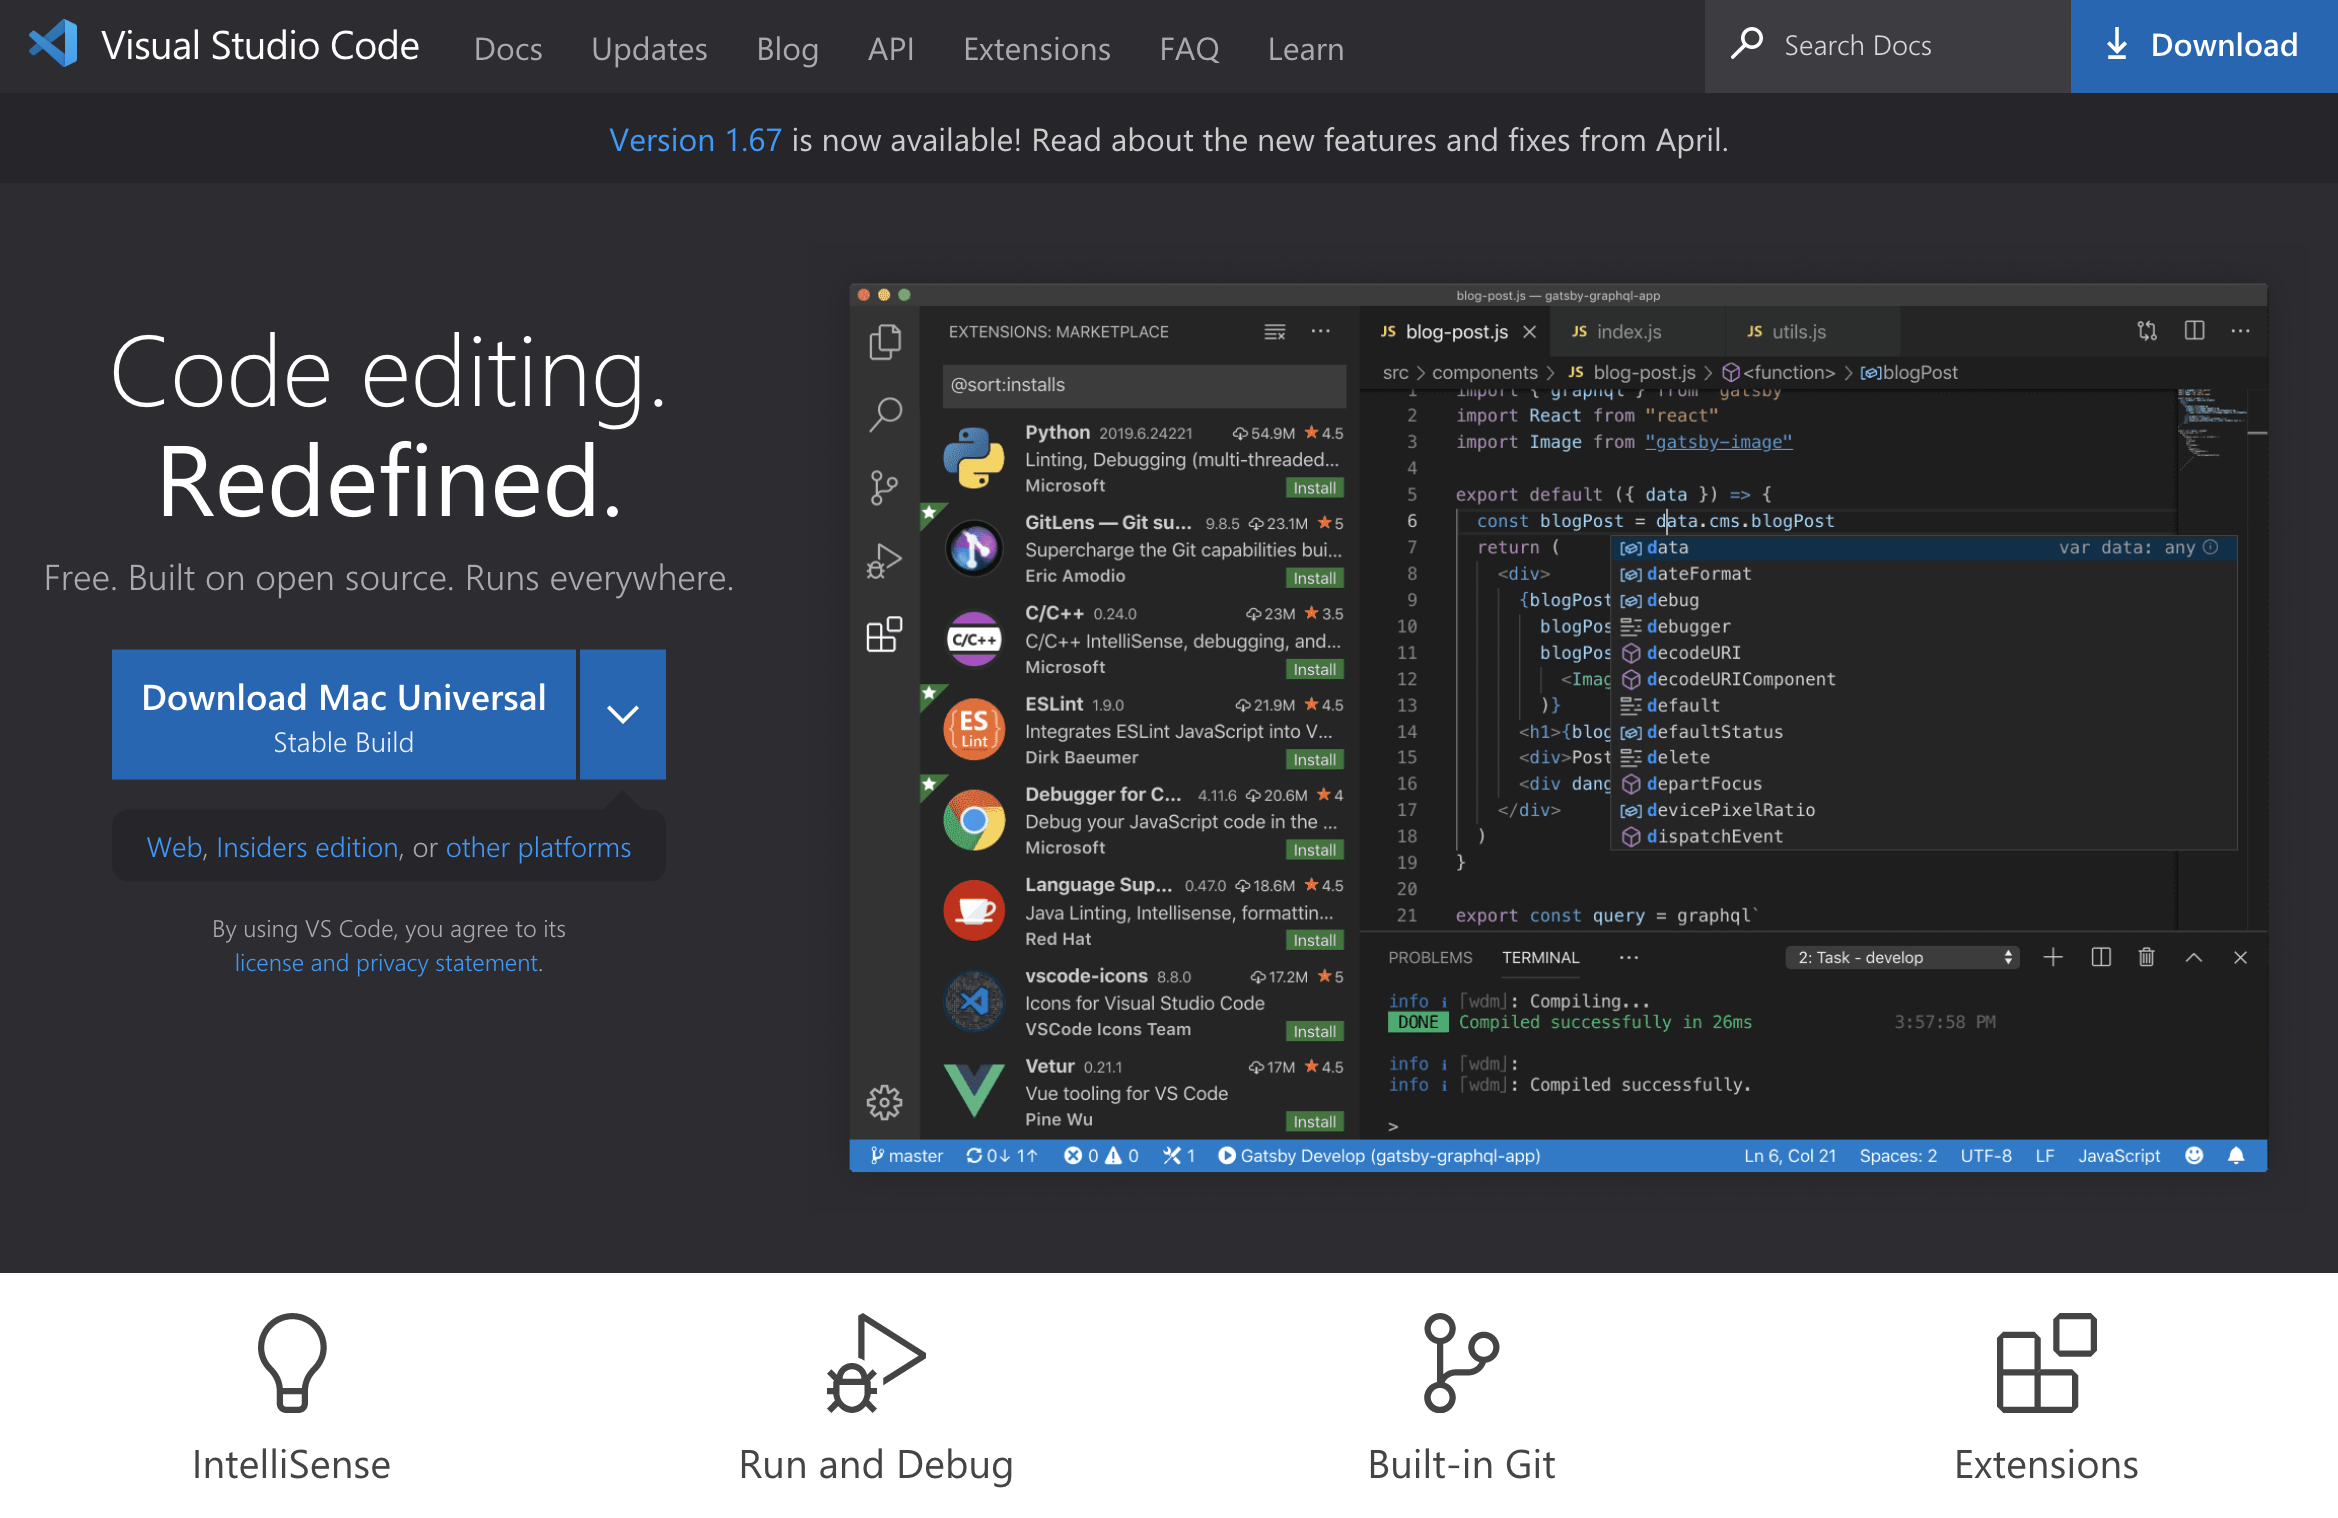 Visual Studio Code
Docs
Updates
Blog
API
Extensions
FAQ
Learn
Search Docs
Download
Version 1.67 is now available! Read about the new features and fixes from April.
Code editing.
Redefined.
Free. Built on open source. Runs everywhere.
Download Mac Universal
Stable Build
Web, Insiders edition, or other platforms
By using VS Code, you agree to its
license and privacy statement.
blog-post.js — gatsby-graphql-app
EXTENSIONS: MARKETPLACE
@sort:installs
Python 2019.6.24221 54.9M 4.5
Linting, Debugging (multi-threaded...
Microsoft Install
GitLens — Git su... 9.8.5 23.1M 5
Supercharge the Git capabilities bui...
Eric Amodio Install
C/C++
C/C++ 0.24.0 23M 3.5
C/C++ IntelliSense, debugging, and...
Microsoft Install
ES
Lint
ESLint 1.9.0 21.9M 4.5
Integrates ESLint JavaScript into V...
Dirk Baeumer Install
Debugger for C... 4.11.6 20.6M 4
Debug your JavaScript code in the ...
Microsoft Install
Language Sup... 0.47.0 18.6M 4.5
Java Linting, Intellisense, formattin...
Red Hat Install
vscode-icons 8.8.0 17.2M 5
Icons for Visual Studio Code
VSCode Icons Team Install
Vetur 0.21.1 17M 4.5
Vue tooling for VS Code
Pine Wu Install
JS blog-post.js
JS index.js
JS utils.js
src > components > JS blog-post.js > <function> > blogPost
1 import { graphql } from "gatsby"
2 import React from "react"
3 import Image from "gatsby-image"
4
5 export default ({ data }) => {
6 const blogPost = data.cms.blogPost
7 return (
8 <div>
9 {blogPost
10 blogPos
11 blogPos
12 <Imag
13 )}
14 <h1>{blog
15 <div>Post
16 <div dang
17 </div>
18 )
19 }
20
21 export const query = graphql`
data var data: any
dateFormat
debug
debugger
decodeURI
decodeURIComponent
default
defaultStatus
delete
departFocus
devicePixelRatio
dispatchEvent
PROBLEMS TERMINAL ... 2: Task - develop
info i ⌈wdm⌋: Compiling...
DONE Compiled successfully in 26ms 3:57:58 PM
info i ⌈wdm⌋:
info i ⌈wdm⌋: Compiled successfully.
>
master 0↓ 1↑ 0 0 1 Gatsby Develop (gatsby-graphql-app) Ln 6, Col 21 Spaces: 2 UTF-8 LF JavaScript
IntelliSense
Run and Debug
Built-in Git
Extensions